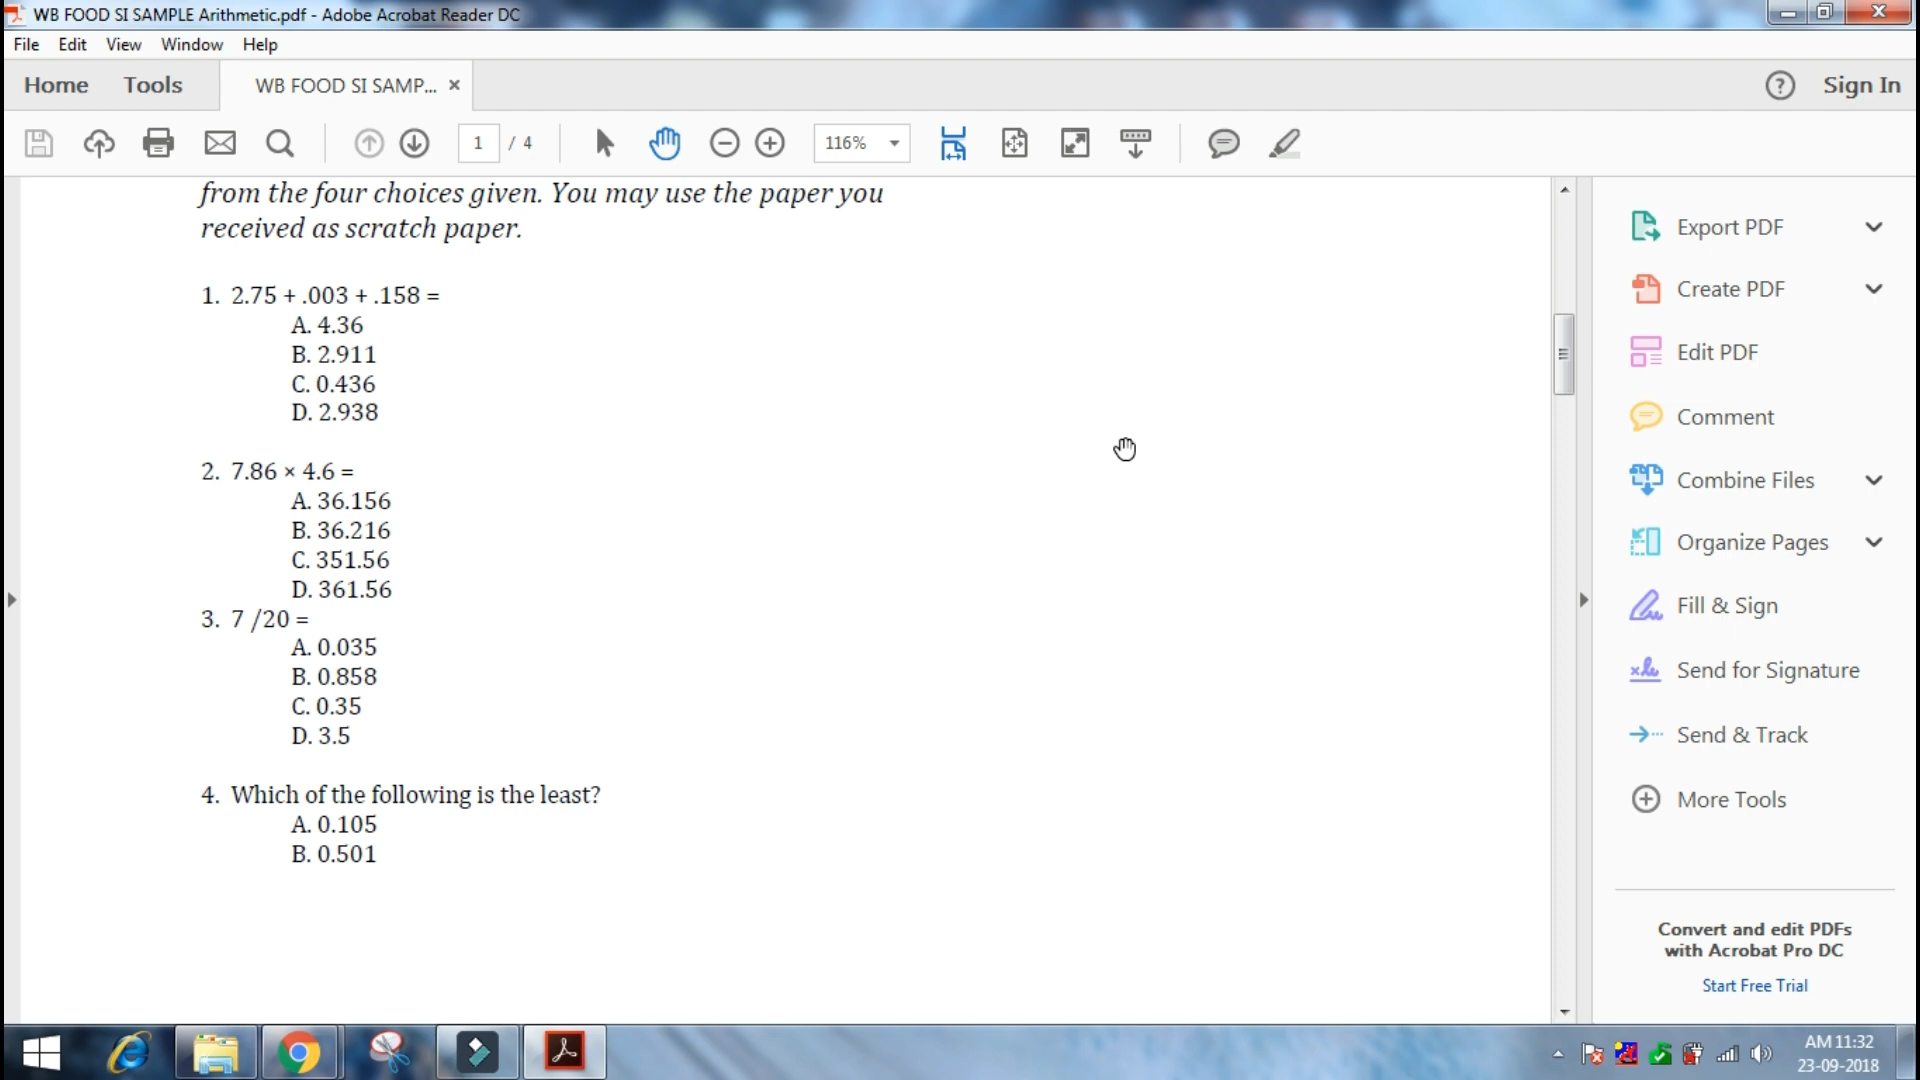 WB FOOD SI SAMPLE Arithmetic.pdf - Adobe Acrobat Reader DC
File Edit View Window Help
Home Tools WB FOOD SI SAMP... × ? Sign In
1 / 4 116%
from the four choices given. You may use the paper you
received as scratch paper.
1. 2.75 + .003 + .158 =
A. 4.36
B. 2.911
C. 0.436
D. 2.938
2. 7.86 × 4.6 =
A. 36.156
B. 36.216
C. 351.56
D. 361.56
3. 7 /20 =
A. 0.035
B. 0.858
C. 0.35
D. 3.5
4. Which of the following is the least?
A. 0.105
B. 0.501
Export PDF
Create PDF
Edit PDF
Comment
Combine Files
Organize Pages
Fill & Sign
Send for Signature
Send & Track
More Tools
Convert and edit PDFs
with Acrobat Pro DC
Start Free Trial
AM 11:32
23-09-2018